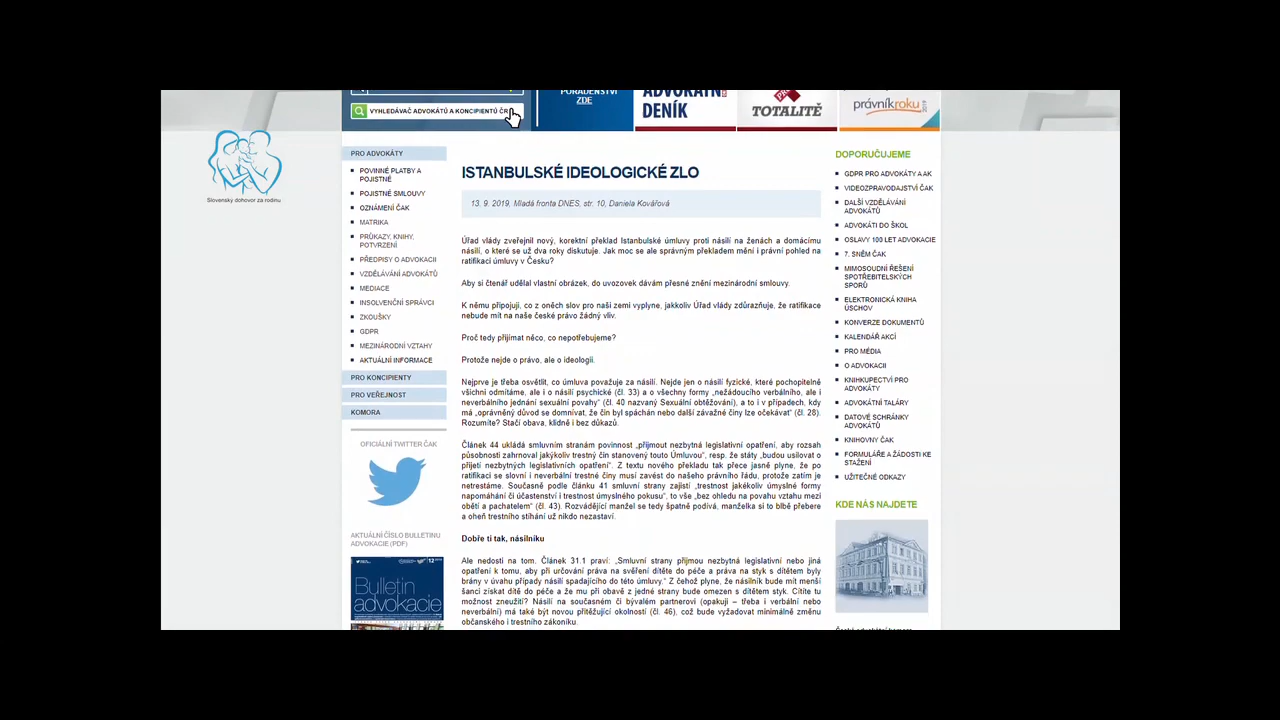 PORADENSTVÍ
ZDE
ADVOKÁTNÍ
DENÍK
TOTALITĚ
právníkroku
VYHLEDÁVAČ ADVOKÁTŮ A KONCIPIENTŮ ČR
Slovenský dohovor za rodinu
PRO ADVOKÁTY
POVINNÉ PLATBY A
POJISTNÉ
POJISTNÉ SMLOUVY
OZNÁMENÍ ČAK
MATRIKA
PRŮKAZY, KNIHY,
POTVRZENÍ
PŘEDPISY O ADVOKACII
VZDĚLÁVÁNÍ ADVOKÁTŮ
MEDIACE
INSOLVENČNÍ SPRÁVCI
ZKOUŠKY
GDPR
MEZINÁRODNÍ VZTAHY
AKTUÁLNÍ INFORMACE
PRO KONCIPIENTY
PRO VEŘEJNOST
KOMORA
OFICIÁLNÍ TWITTER ČAK
AKTUÁLNÍ ČÍSLO BULLETINU
ADVOKACIE (PDF)
12
Bulletin
advokacie
ISTANBULSKÉ IDEOLOGICKÉ ZLO
13. 9. 2019, Mladá fronta DNES, str. 10, Daniela Kovářová
Úřad vlády zveřejnil nový, korektní překlad Istanbulské úmluvy proti násilí na ženách a domácímu
násilí, o které se už dva roky diskutuje. Jak moc se ale správným překladem mění i právní pohled na
ratifikaci úmluvy v Česku?
Aby si čtenář udělal vlastní obrázek, do uvozovek dávám přesné znění mezinárodní smlouvy.
K němu připojuji, co z oněch slov pro naši zemi vyplyne, jakkoliv Úřad vlády zdůrazňuje, že ratifikace
nebude mít na naše české právo žádný vliv.
Proč tedy přijímat něco, co nepotřebujeme?
Protože nejde o právo, ale o ideologii.
Nejprve je třeba osvětlit, co úmluva považuje za násilí. Nejde jen o násilí fyzické, které pochopitelně
všichni odmítáme, ale i o násilí psychické (čl. 33) a o všechny formy „nežádoucího verbálního, ale i
neverbálního jednání sexuální povahy“ (čl. 40 nazvaný Sexuální obtěžování), a to i v případech, kdy
má „oprávněný důvod se domnívat, že čin byl spáchán nebo další závažné činy lze očekávat“ (čl. 28).
Rozumíte? Stačí obava, klidně i bez důkazů.
Článek 44 ukládá smluvním stranám povinnost „přijmout nezbytná legislativní opatření, aby rozsah
působnosti zahrnoval jakýkoliv trestný čin stanovený touto Úmluvou“, resp. že státy „budou usilovat o
přijetí nezbytných legislativních opatření“. Z textu nového překladu tak přece jasně plyne, že po
ratifikaci se slovní i neverbální trestné činy musí zavést do našeho právního řádu, protože zatím je
netrestáme. Současně podle článku 41 smluvní strany zajistí „trestnost jakékoliv úmyslné formy
napomáhání či účastenství i trestnost úmyslného pokusu“, to vše „bez ohledu na povahu vztahu mezi
obětí a pachatelem“ (čl. 43). Rozvádějící manžel se tedy špatně podívá, manželka si to blbě přebere
a oheň trestního stíhání už nikdo nezastaví.
Dobře ti tak, násilníku
Ale nedosti na tom. Článek 31.1 praví: „Smluvní strany přijmou nezbytná legislativní nebo jiná
opatření k tomu, aby při určování práva na svěření dítěte do péče a práva na styk s dítětem byly
brány v úvahu případy násilí spadajícího do této úmluvy.“ Z čehož plyne, že násilník bude mít menší
šanci získat dítě do péče a že mu při obavě z jedné strany bude omezen s dítětem styk. Cítíte tu
možnost zneužití? Násilí na současném či bývalém partnerovi (opakuji – třeba i verbální nebo
neverbální) má také být novou přitěžující okolností (čl. 46), což bude vyžadovat minimálně změnu
občanského i trestního zákoníku.
DOPORUČUJEME
GDPR PRO ADVOKÁTY A AK
VIDEOZPRAVODAJSTVÍ ČAK
DALŠÍ VZDĚLÁVÁNÍ
ADVOKÁTŮ
ADVOKÁTI DO ŠKOL
OSLAVY 100 LET ADVOKACIE
7. SNĚM ČAK
MIMOSOUDNÍ ŘEŠENÍ
SPOTŘEBITELSKÝCH
SPORŮ
ELEKTRONICKÁ KNIHA
ÚSCHOV
KONVERZE DOKUMENTŮ
KALENDÁŘ AKCÍ
PRO MÉDIA
O ADVOKACII
KNIHKUPECTVÍ PRO
ADVOKÁTY
ADVOKÁTNÍ TALÁRY
DATOVÉ SCHRÁNKY
ADVOKÁTŮ
KNIHOVNY ČAK
FORMULÁŘE A ŽÁDOSTI KE
STAŽENÍ
UŽITEČNÉ ODKAZY
KDE NÁS NAJDETE